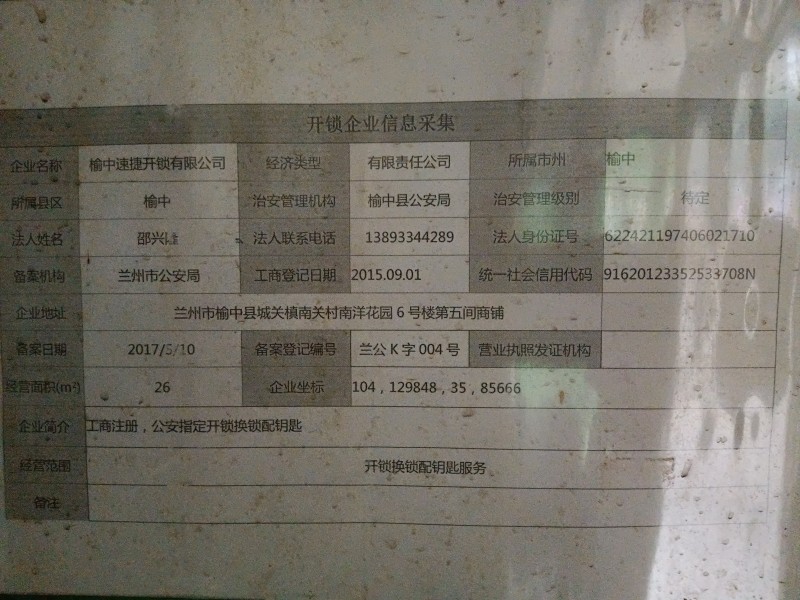 开锁企业信息采集
企业名称 榆中速捷开锁有限公司 经济类型 有限责任公司 所属市州 榆中
所属县区 榆中 治安管理机构 榆中县公安局 治安管理级别 待定
法人姓名 邵兴 法人联系电话 13893344289 法人身份证号 622421197406021710
备案机构 兰州市公安局 工商登记日期 2015.09.01 统一社会信用代码 91620123352533708N
企业地址 兰州市榆中县城关镇南关村南洋花园6号楼第五间商铺
备案日期 2017/5/10 备案登记编号 兰公K字004号 营业执照发证机构
经营面积(m²) 26 企业坐标 104，129848，35，85666
企业简介 工商注册，公安指定开锁换锁配钥匙
经营范围 开锁换锁配钥匙服务
备注